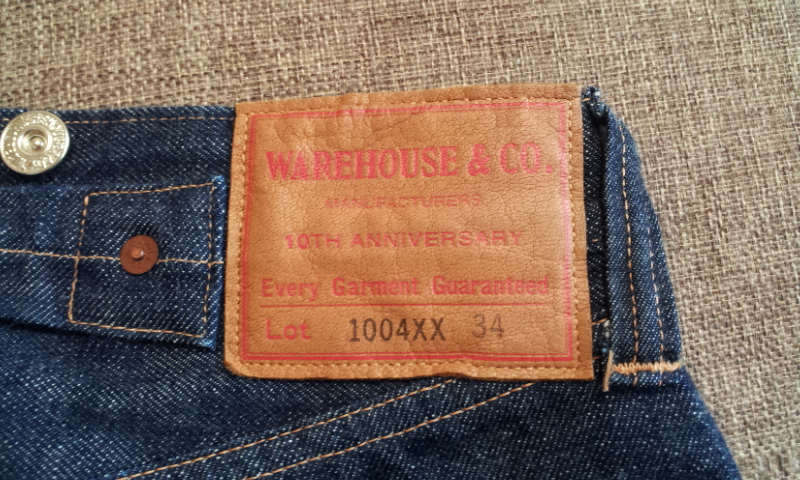 WAREHOUSE & CO.
MANUFACTURERS
10TH ANNIVERSARY
Every Garment Guaranteed
Lot 1004XX 34